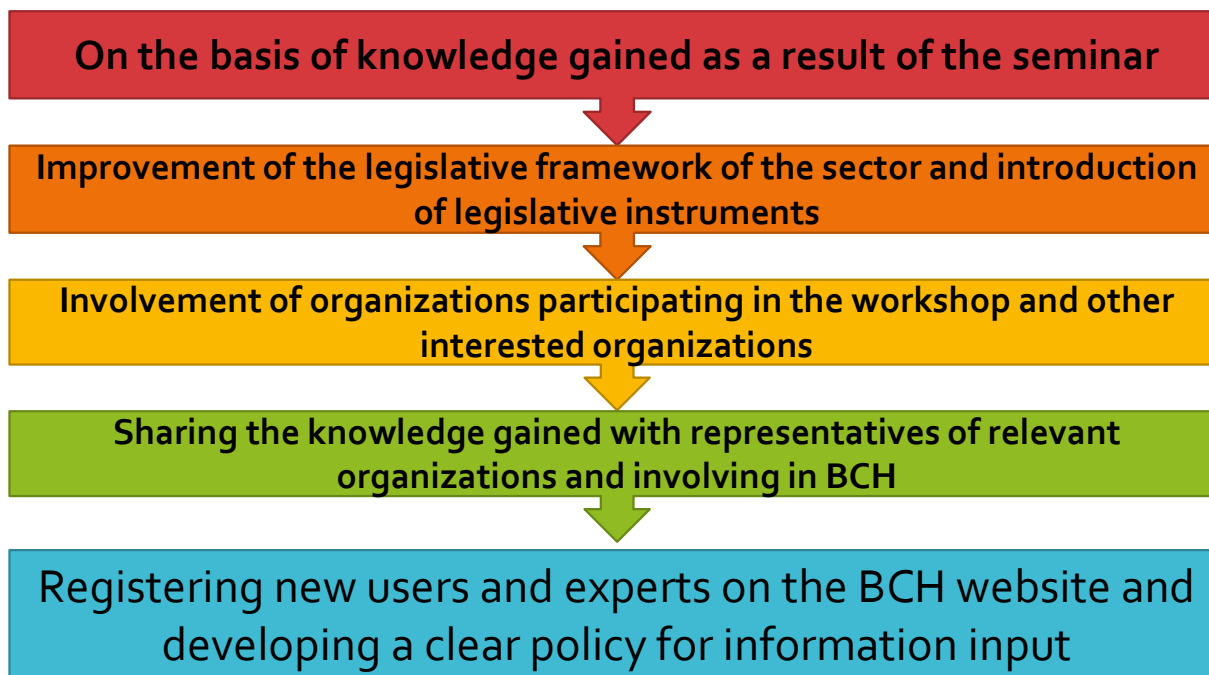 On the basis of knowledge gained as a result of the seminar
Improvement of the legislative framework of the sector and introduction
of legislative instruments
Involvement of organizations participating in the workshop and other
interested organizations
Sharing the knowledge gained with representatives of relevant
organizations and involving in BCH
Registering new users and experts on the BCH website and
developing a clear policy for information input